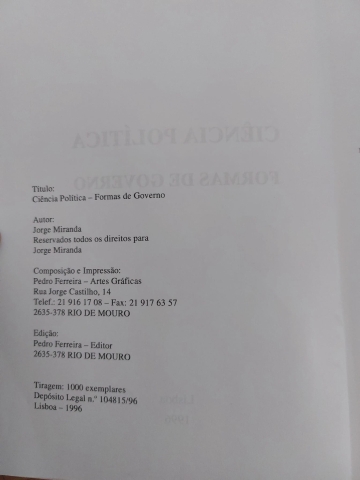 Título:
Ciência Política – Formas de Governo
Autor:
Jorge Miranda
Reservados todos os direitos para
Jorge Miranda
Composição e Impressão:
Pedro Ferreira – Artes Gráficas
Rua Jorge Castilho, 14
Telef.: 21 916 17 08 – Fax: 21 917 63 57
2635-378 RIO DE MOURO
Edição:
Pedro Ferreira – Editor
2635-378 RIO DE MOURO
Tiragem: 1000 exemplares
Depósito Legal n.º 104815/96
Lisboa – 1996